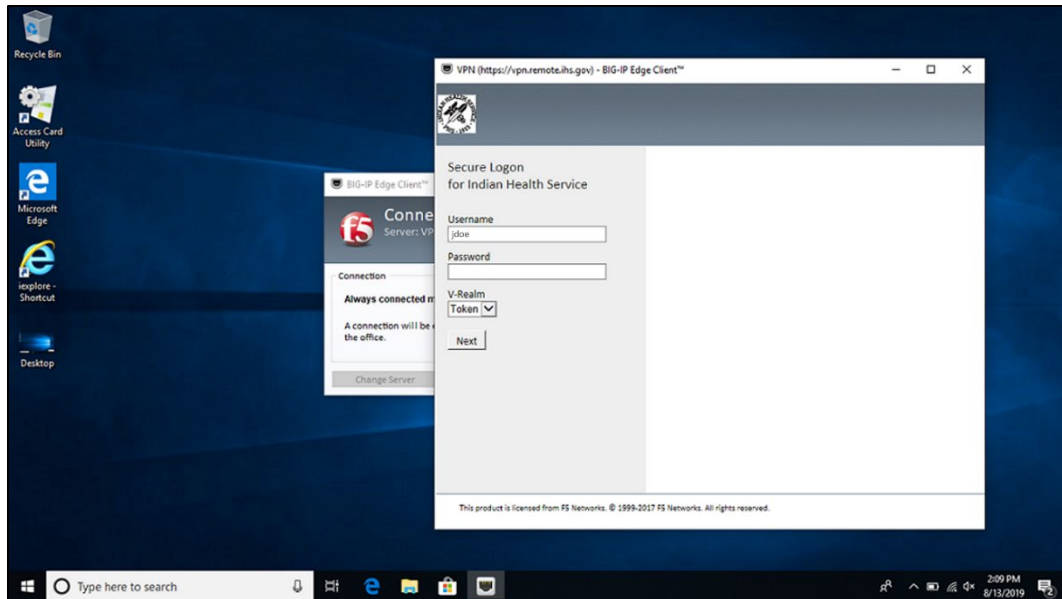 Recycle Bin
Access Card
Utility
Microsoft
Edge
iexplore -
Shortcut
Desktop
BIG-IP Edge Client™
f5
Conne
Server: VP
Connection
Always connected m
A connection will be
the office.
Change Server
VPN (https://vpn.remote.ihs.gov) - BIG-IP Edge Client™
Secure Logon
for Indian Health Service
Username
jdoe
Password
V-Realm
Token
Next
This product is licensed from F5 Networks. © 1999-2017 F5 Networks. All rights reserved.
Type here to search
2:09 PM
8/13/2019
2